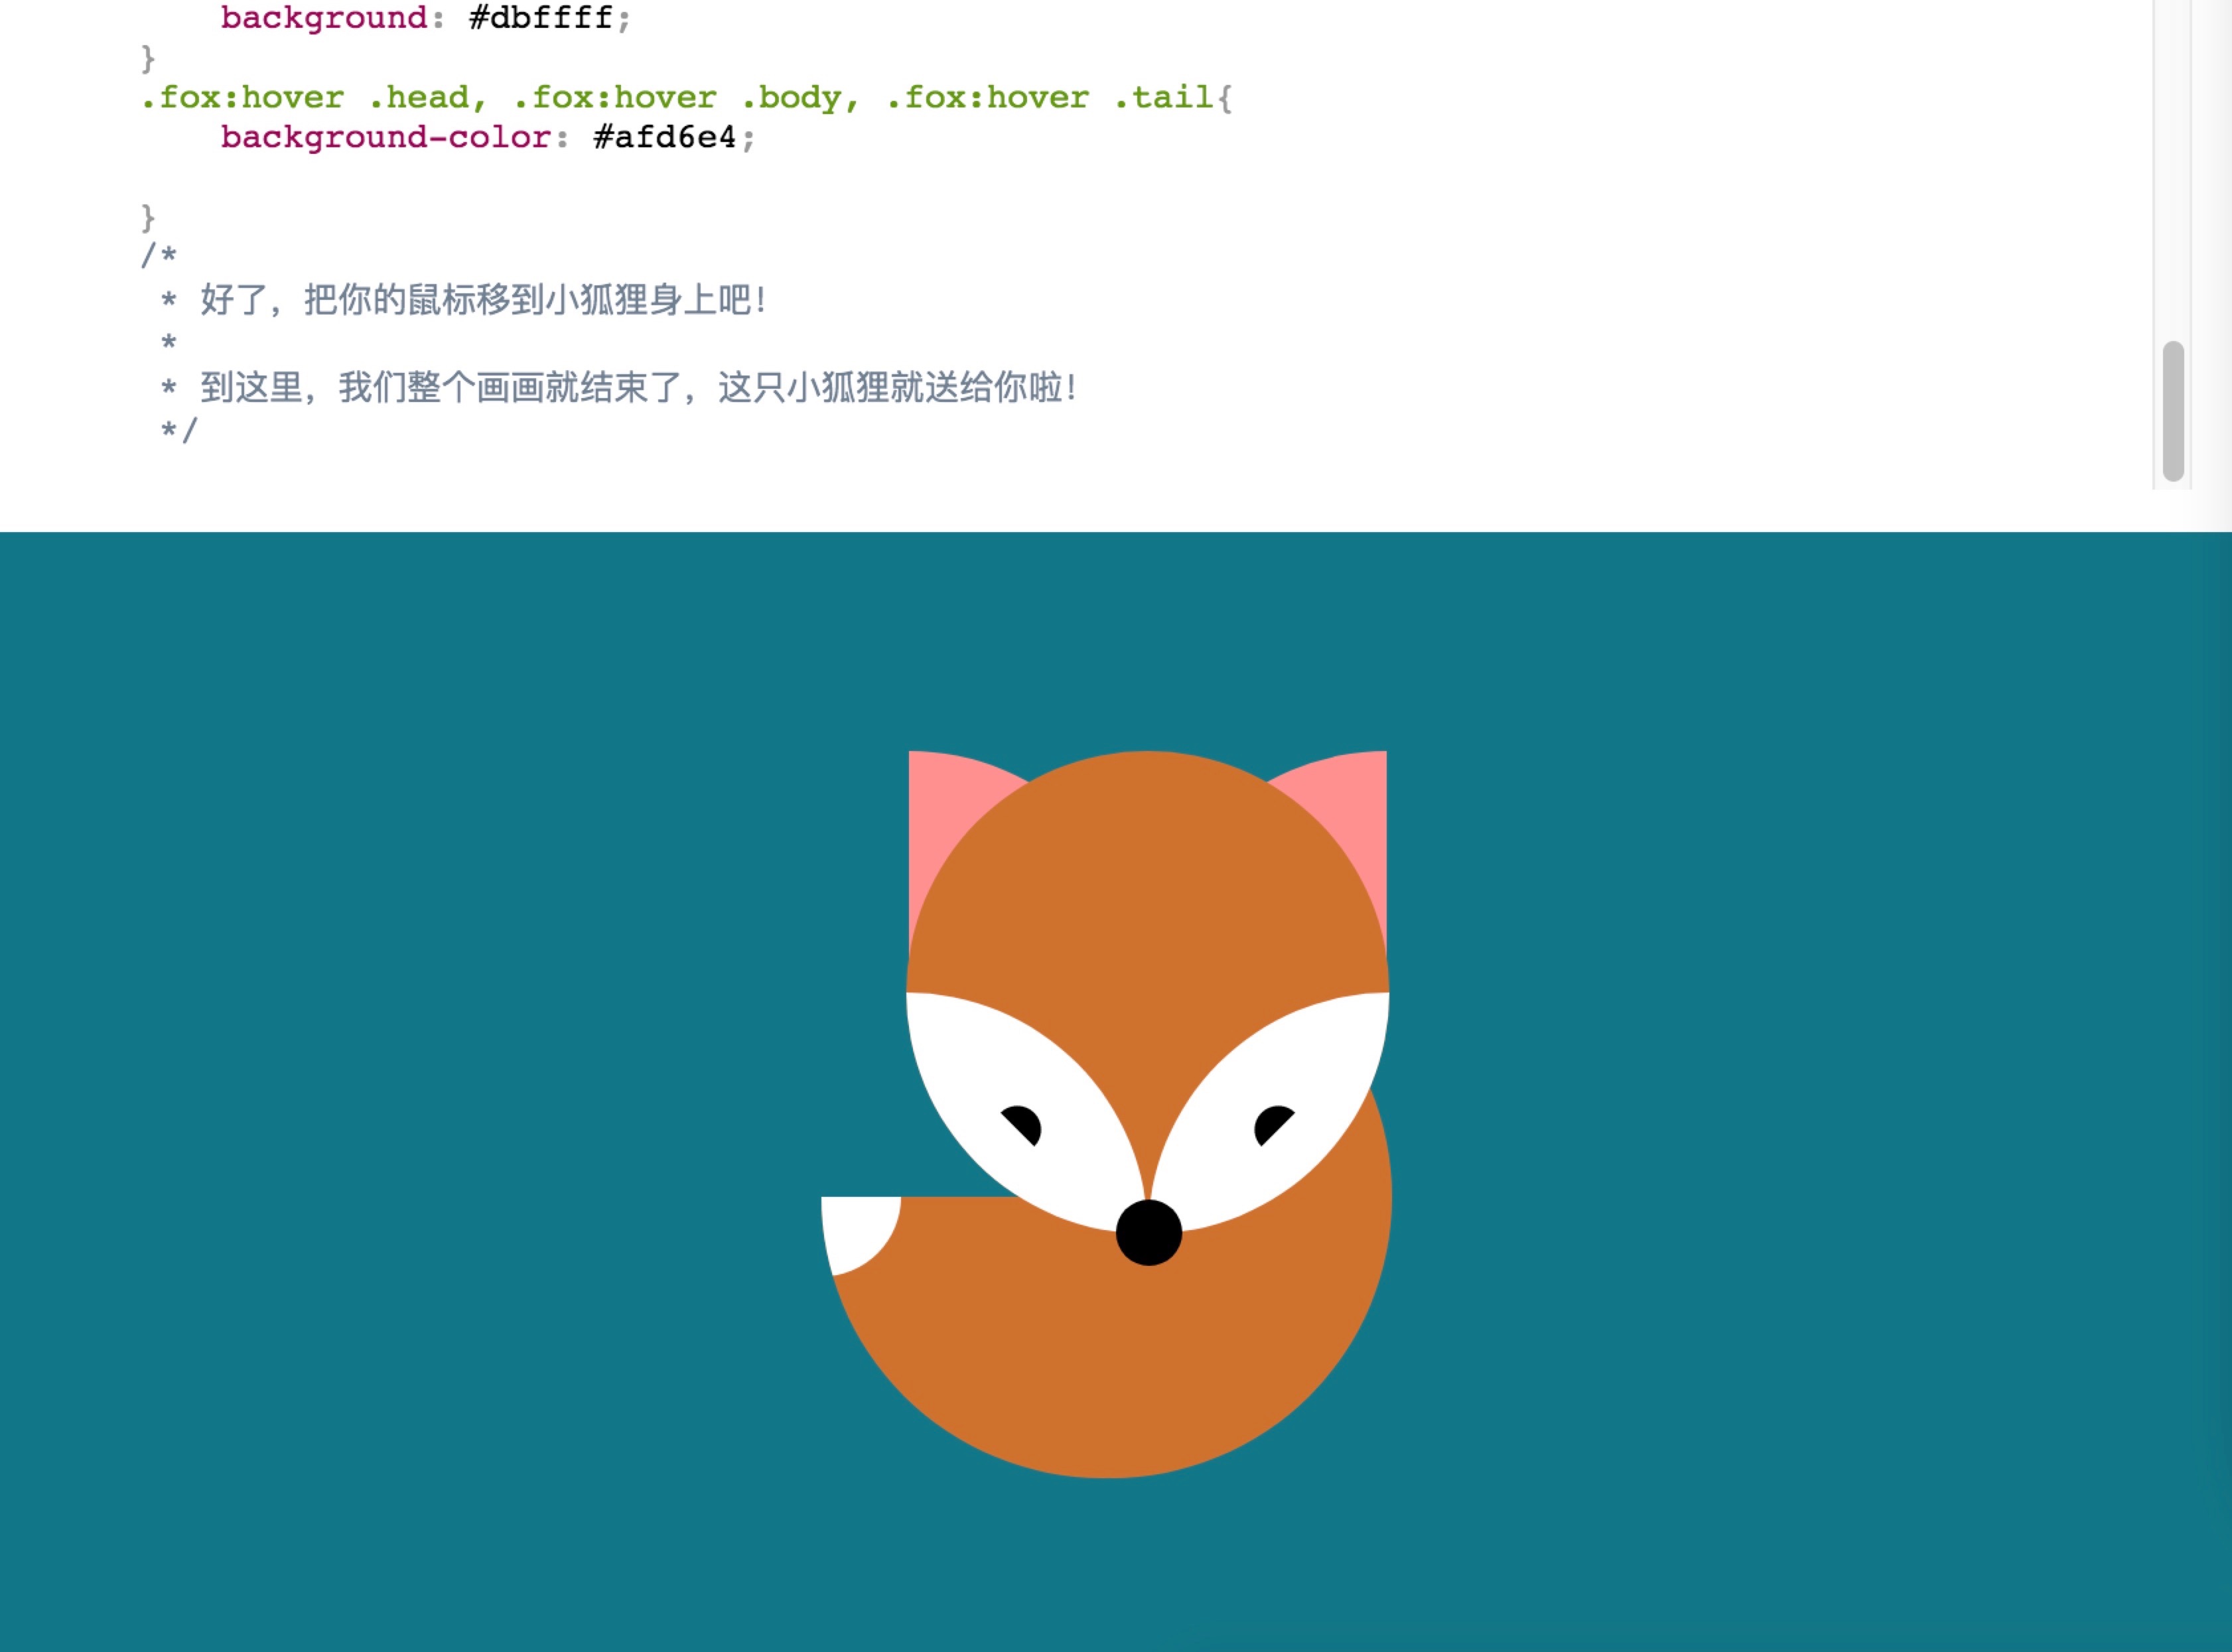 background: #dbffff;
}
.fox:hover .head, .fox:hover .body, .fox:hover .tail{
background-color: #afd6e4;
}
/*
* 好了，把你的鼠标移到小狐狸身上吧！
*
* 到这里，我们整个画画就结束了，这只小狐狸就送给你啦！
*/